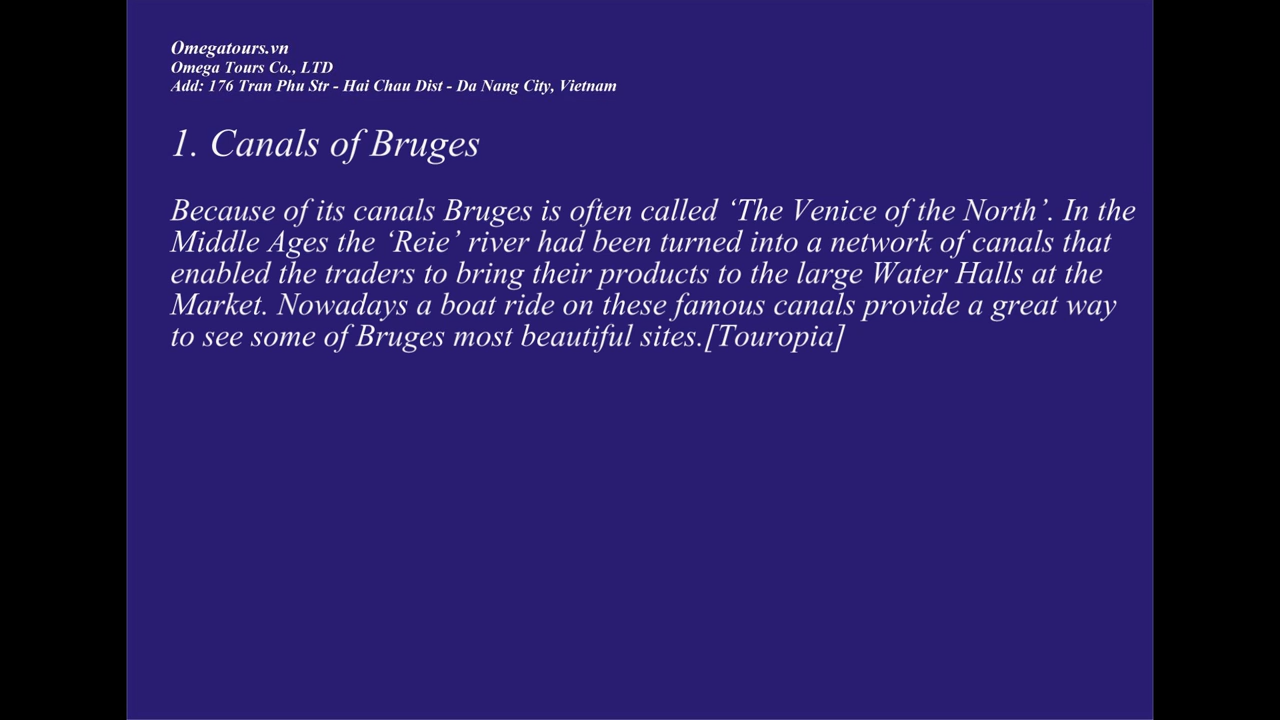 Omegatours.vn
Omega Tours Co., LTD
Add: 176 Tran Phu Str - Hai Chau Dist - Da Nang City, Vietnam
1. Canals of Bruges
Because of its canals Bruges is often called ‘The Venice of the North’. In the
Middle Ages the ‘Reie’ river had been turned into a network of canals that
enabled the traders to bring their products to the large Water Halls at the
Market. Nowadays a boat ride on these famous canals provide a great way
to see some of Bruges most beautiful sites.[Touropia]